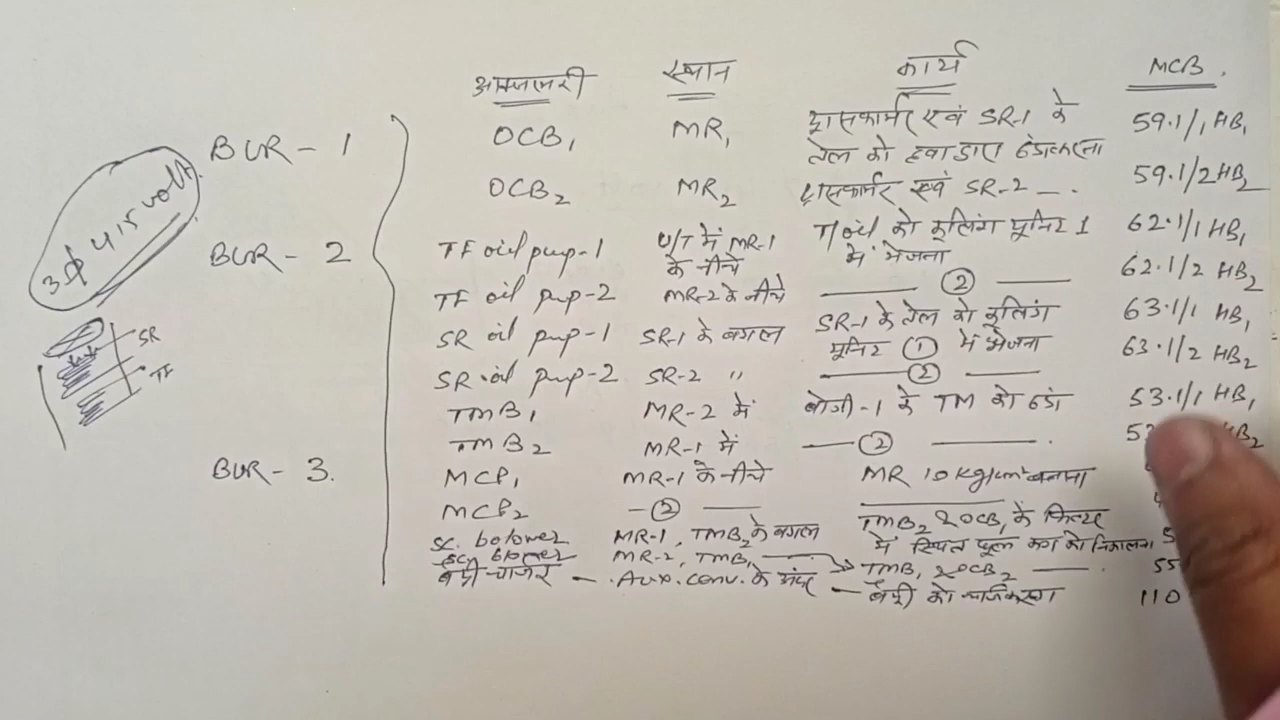 आक्जलरी स्थान कार्य MCB.
BUR - 1
OCB1 MR1 ट्रांसफार्मर एवं SR-1 के तेल को हवा द्वारा ठंडा करना 59.1/1 HB1
OCB2 MR2 ट्रांसफार्मर एवं SR-2 —. 59.1/2 HB2
3ϕ 415 volt.
BUR - 2
TF oil pup-1 U/T में MR-1 के नीचे T/oil को कूलिंग यूनिट 1 में भेजना 62.1/1 HB1
TF oil pup-2 MR-2 के नीचे — (2) — 62.1/2 HB2
SR oil pup-1 SR-1 के बगल SR-1 के तेल को कूलिंग यूनिट (1) में भेजना 63.1/1 HB1
SR oil pup-2 SR-2 " — (2) — 63.1/2 HB2
SR
TF
TMB1 MR-2 में बोगी-1 के TM को ठंडा 53.1/1 HB1
TMB2 MR-1 में — (2) —. HB2
BUR - 3.
MCP1 MR-1 के नीचे MR 10 kg/cm² बनाना
MCP2 — (2) —
Sc. bolower MR-1, TMB2 के बगल TMB2 & OCB1 के फिल्टर में स्थित धूल कण को निकालना
Sc. blower MR-2, TMB1 — TMB1 & OCB2 —.
बैट्री चार्जर — Aux. conv. के अंदर — बैट्री को चार्ज करना 110